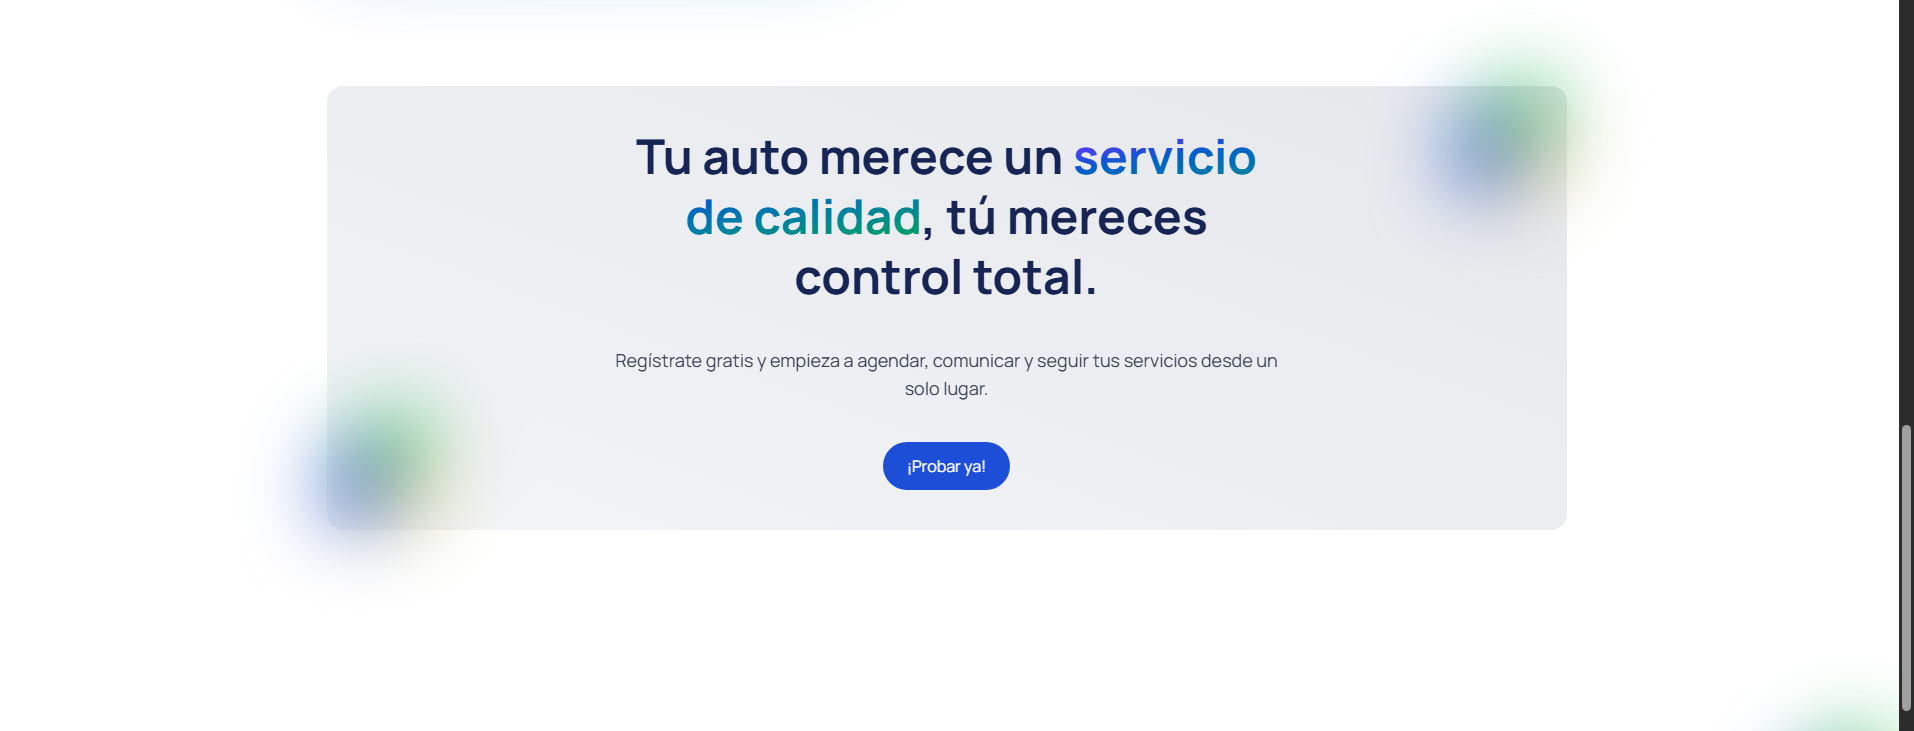 Tu auto merece un servicio
de calidad, tú mereces
control total.
Regístrate gratis y empieza a agendar, comunicar y seguir tus servicios desde un
solo lugar.
¡Probar ya!